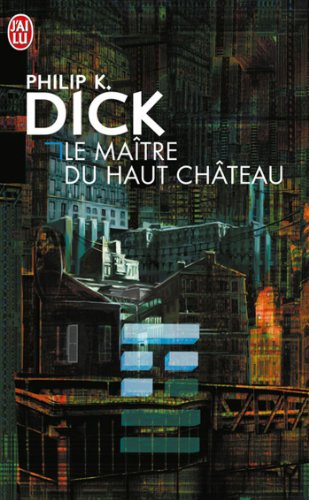 J'AI
LU
PHILIP K.
DICK
LE MAÎTRE
DU HAUT CHÂTEAU